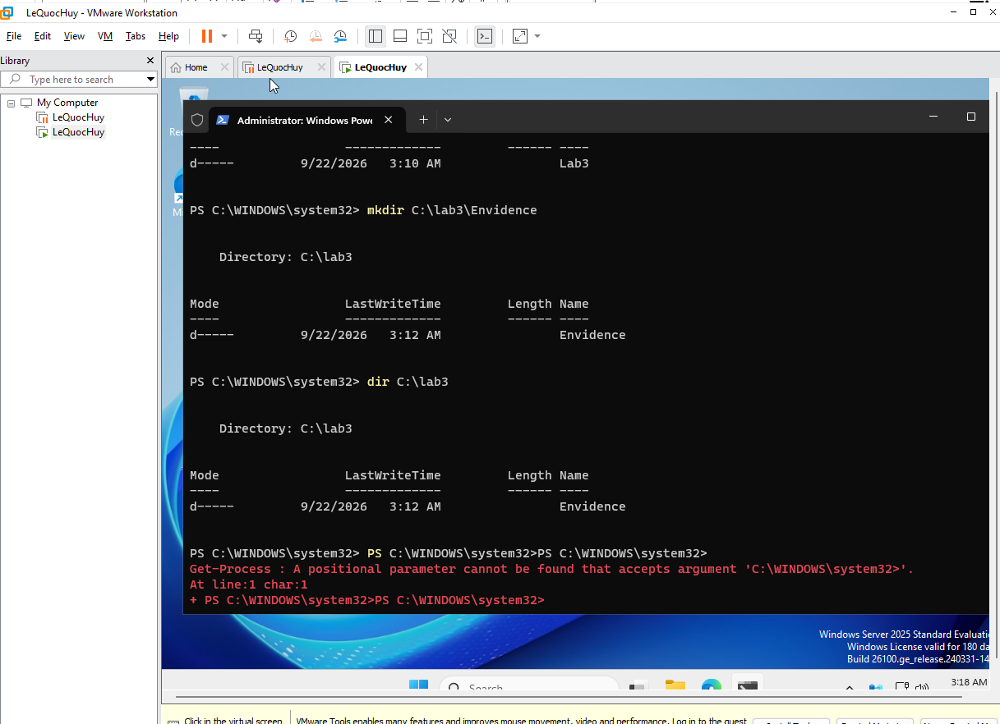 LeQuocHuy - VMware Workstation
File Edit View VM Tabs Help
Library
Type here to search
My Computer
LeQuocHuy
LeQuocHuy
Home LeQuocHuy LeQuocHuy
Administrator: Windows Powe
---- ------------- ------ ----
d----- 9/22/2026 3:10 AM Lab3
PS C:\WINDOWS\system32> mkdir C:\lab3\Envidence
Directory: C:\lab3
Mode LastWriteTime Length Name
---- ------------- ------ ----
d----- 9/22/2026 3:12 AM Envidence
PS C:\WINDOWS\system32> dir C:\lab3
Directory: C:\lab3
Mode LastWriteTime Length Name
---- ------------- ------ ----
d----- 9/22/2026 3:12 AM Envidence
PS C:\WINDOWS\system32> PS C:\WINDOWS\system32>PS C:\WINDOWS\system32>
Get-Process : A positional parameter cannot be found that accepts argument 'C:\WINDOWS\system32>'.
At line:1 char:1
+ PS C:\WINDOWS\system32>PS C:\WINDOWS\system32>
Windows Server 2025 Standard Evaluatio
Windows License valid for 180 da
Build 26100.ge_release.240331-14
Search
3:18 AM
Click in the virtual screen
VMware Tools enables many features and improves mouse movement, video and performance. Log in to the guest